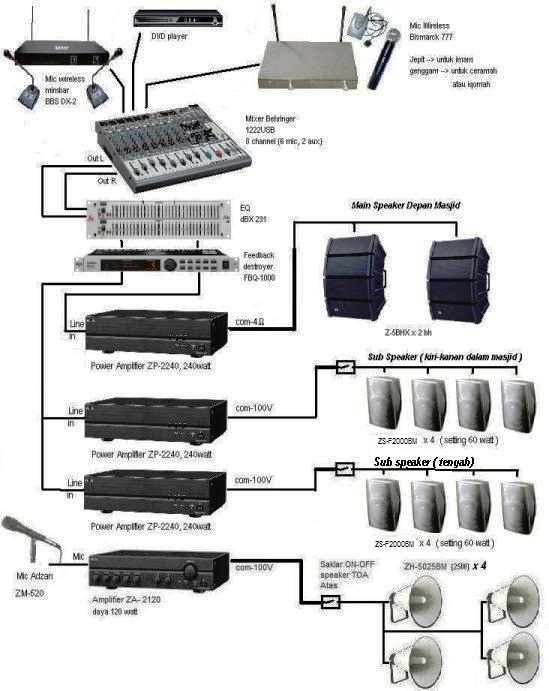 DVD player
Mic Wireless
Bismarck 777
Jepit --> untuk imam
genggam --> untuk ceramah
atau iqomah
Mic wireless
mimbar
BBS DX-2
Mixer Behringer
1222USB
8 channel (6 mic, 2 aux)
Out L
Out R
EQ
dBX 231
Main Speaker Depan Masjid
Feedback
destroyer
FBQ-1000
Line
in
com-4Ω
Z-5BHX x 2 bh
Power Amplifier ZP-2240, 240watt
Sub Speaker ( kiri-kanan dalam masjid )
Line
in
com-100V
ZS-F2000BM x 4 ( setting 60 watt )
Power Amplifier ZP-2240, 240watt
Sub speaker ( tengah)
Line
in
com-100V
ZS-F2000BM x 4 ( setting 60 watt )
Power Amplifier ZP-2240, 240watt
Mic
com-100V
Saklar ON-OFF
speaker TOA
Atas
ZH-5025BM (25W) x 4
Mic Adzan
ZM-520
Amplifier ZA- 2120
daya 120 watt